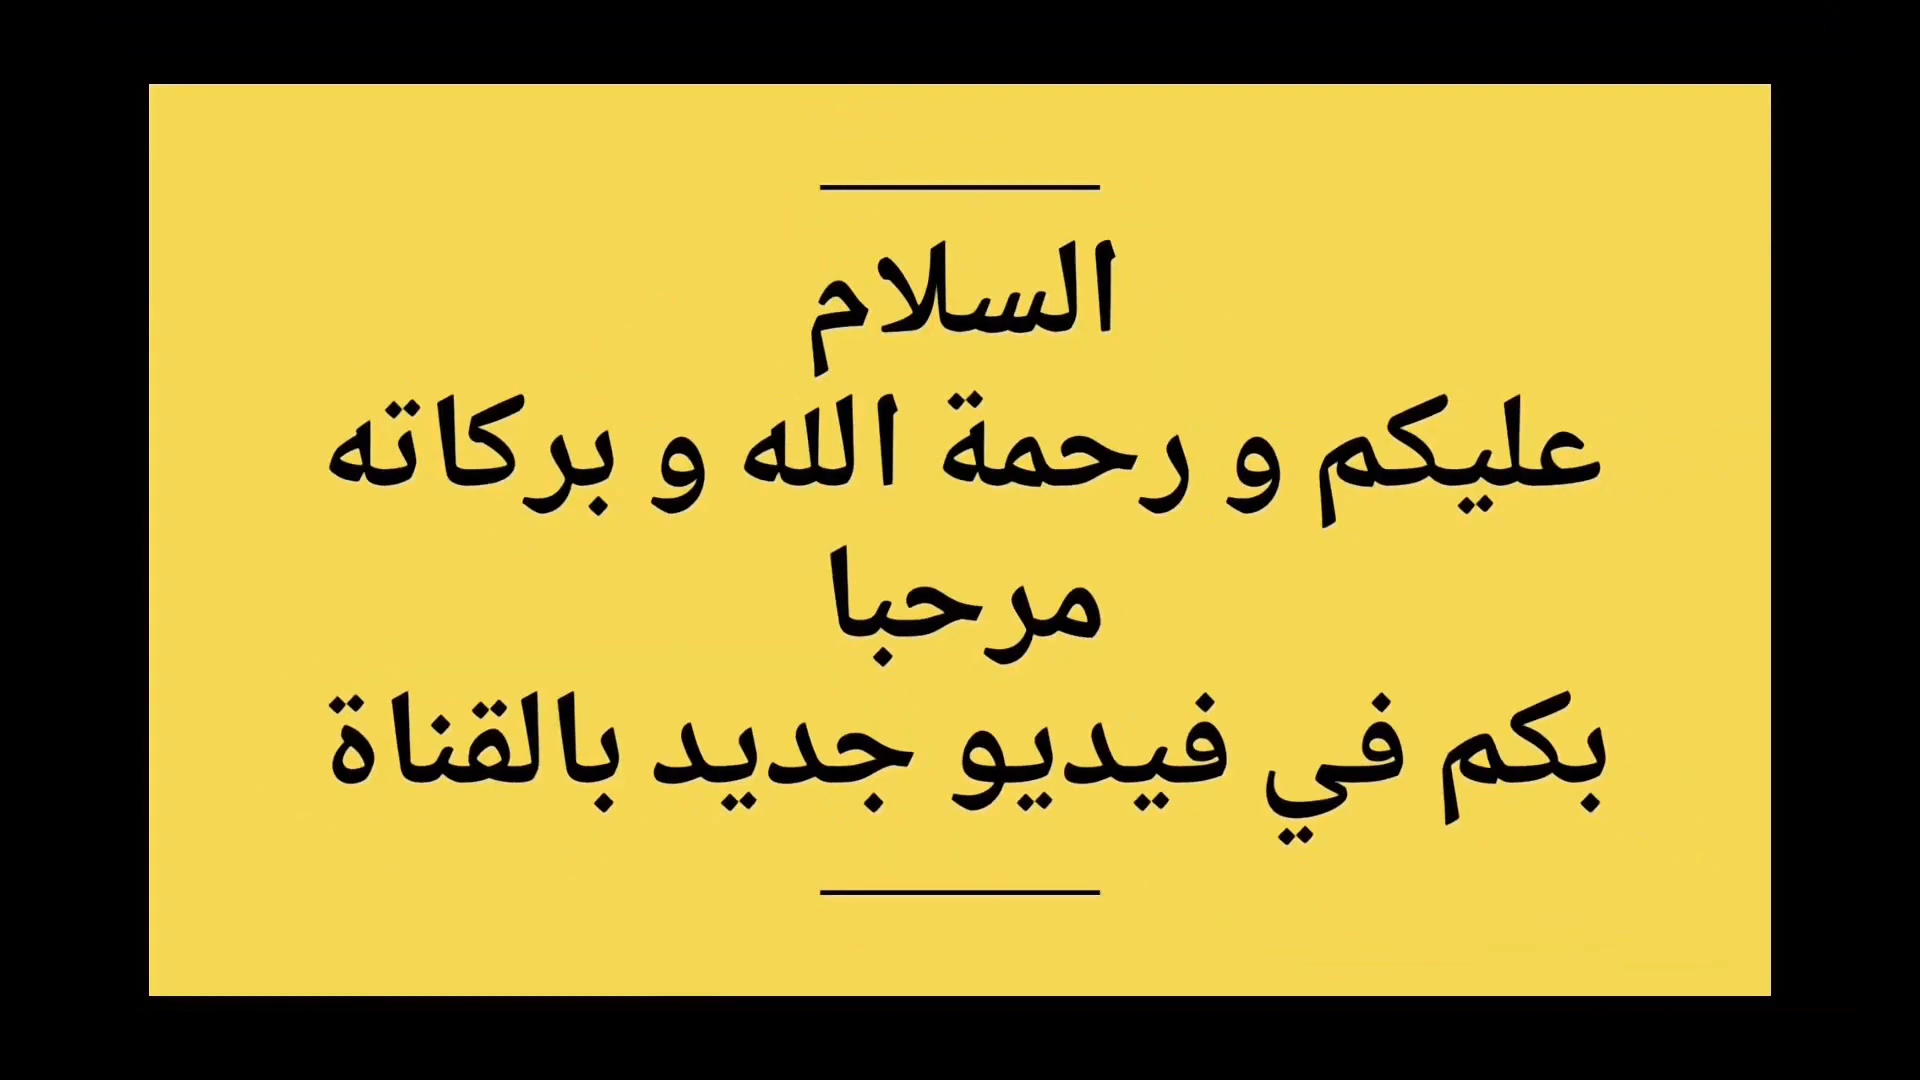 السلام
عليكم و رحمة الله و بركاته
مرحبا
بكم في فيديو جديد بالقناة